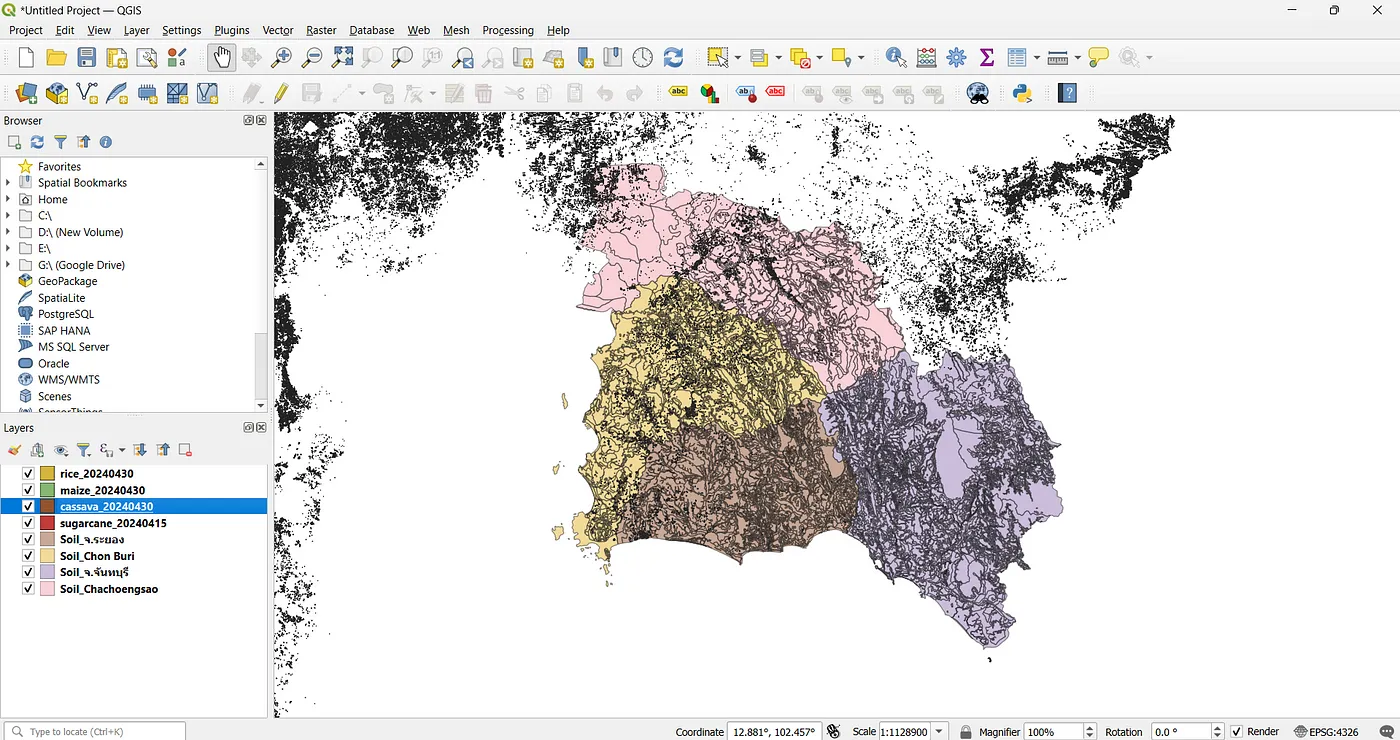 *Untitled Project — QGIS
Project Edit View Layer Settings Plugins Vector Raster Database Web Mesh Processing Help
abc abc abc
Browser
Favorites
Spatial Bookmarks
Home
C:\
D:\ (New Volume)
E:\
G:\ (Google Drive)
GeoPackage
SpatiaLite
PostgreSQL
SAP HANA
MS SQL Server
Oracle
WMS/WMTS
Scenes
SensorThings
Layers
rice_20240430
maize_20240430
cassava_20240430
sugarcane_20240415
Soil_จ.ระยอง
Soil_Chon Buri
Soil_จ.จันทบุรี
Soil_Chachoengsao
Type to locate (Ctrl+K) Coordinate 12.881°, 102.457° Scale 1:1128900 Magnifier 100% Rotation 0.0 ° Render EPSG:4326